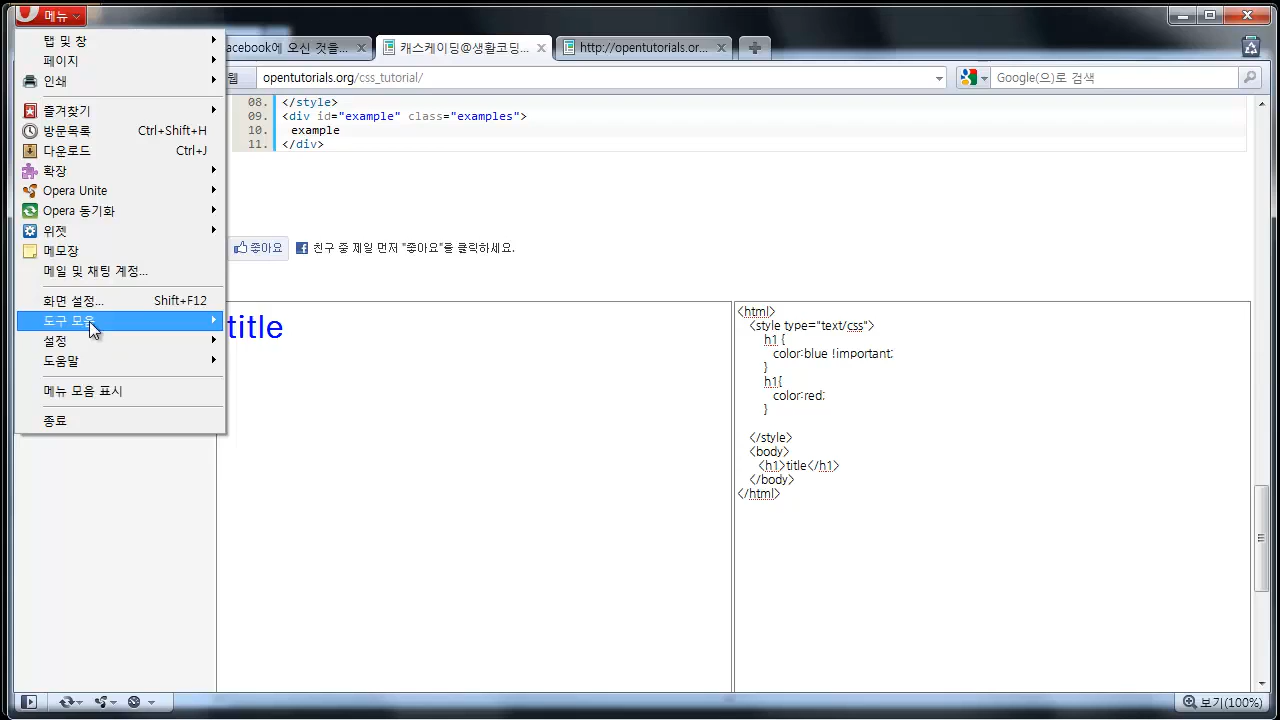 메뉴
acebook에 오신 것을...
캐스케이딩@생활코딩...
http://opentutorials.or...
웹
opentutorials.org/css_tutorial/
Google(으)로 검색
탭 및 창
페이지
인쇄
즐겨찾기
방문목록 Ctrl+Shift+H
다운로드 Ctrl+J
확장
Opera Unite
Opera 동기화
위젯
메모장
메일 및 채팅 계정...
화면 설정... Shift+F12
도구 모음
설정
도움말
메뉴 모음 표시
종료
08. </style>
09. <div id="example" class="examples">
10. example
11. </div>
좋아요
친구 중 제일 먼저 "좋아요"를 클릭하세요.
title
<html>
<style type="text/css">
h1 {
color:blue !important;
}
h1{
color:red;
}
</style>
<body>
<h1>title</h1>
</body>
</html>
보기(100%)